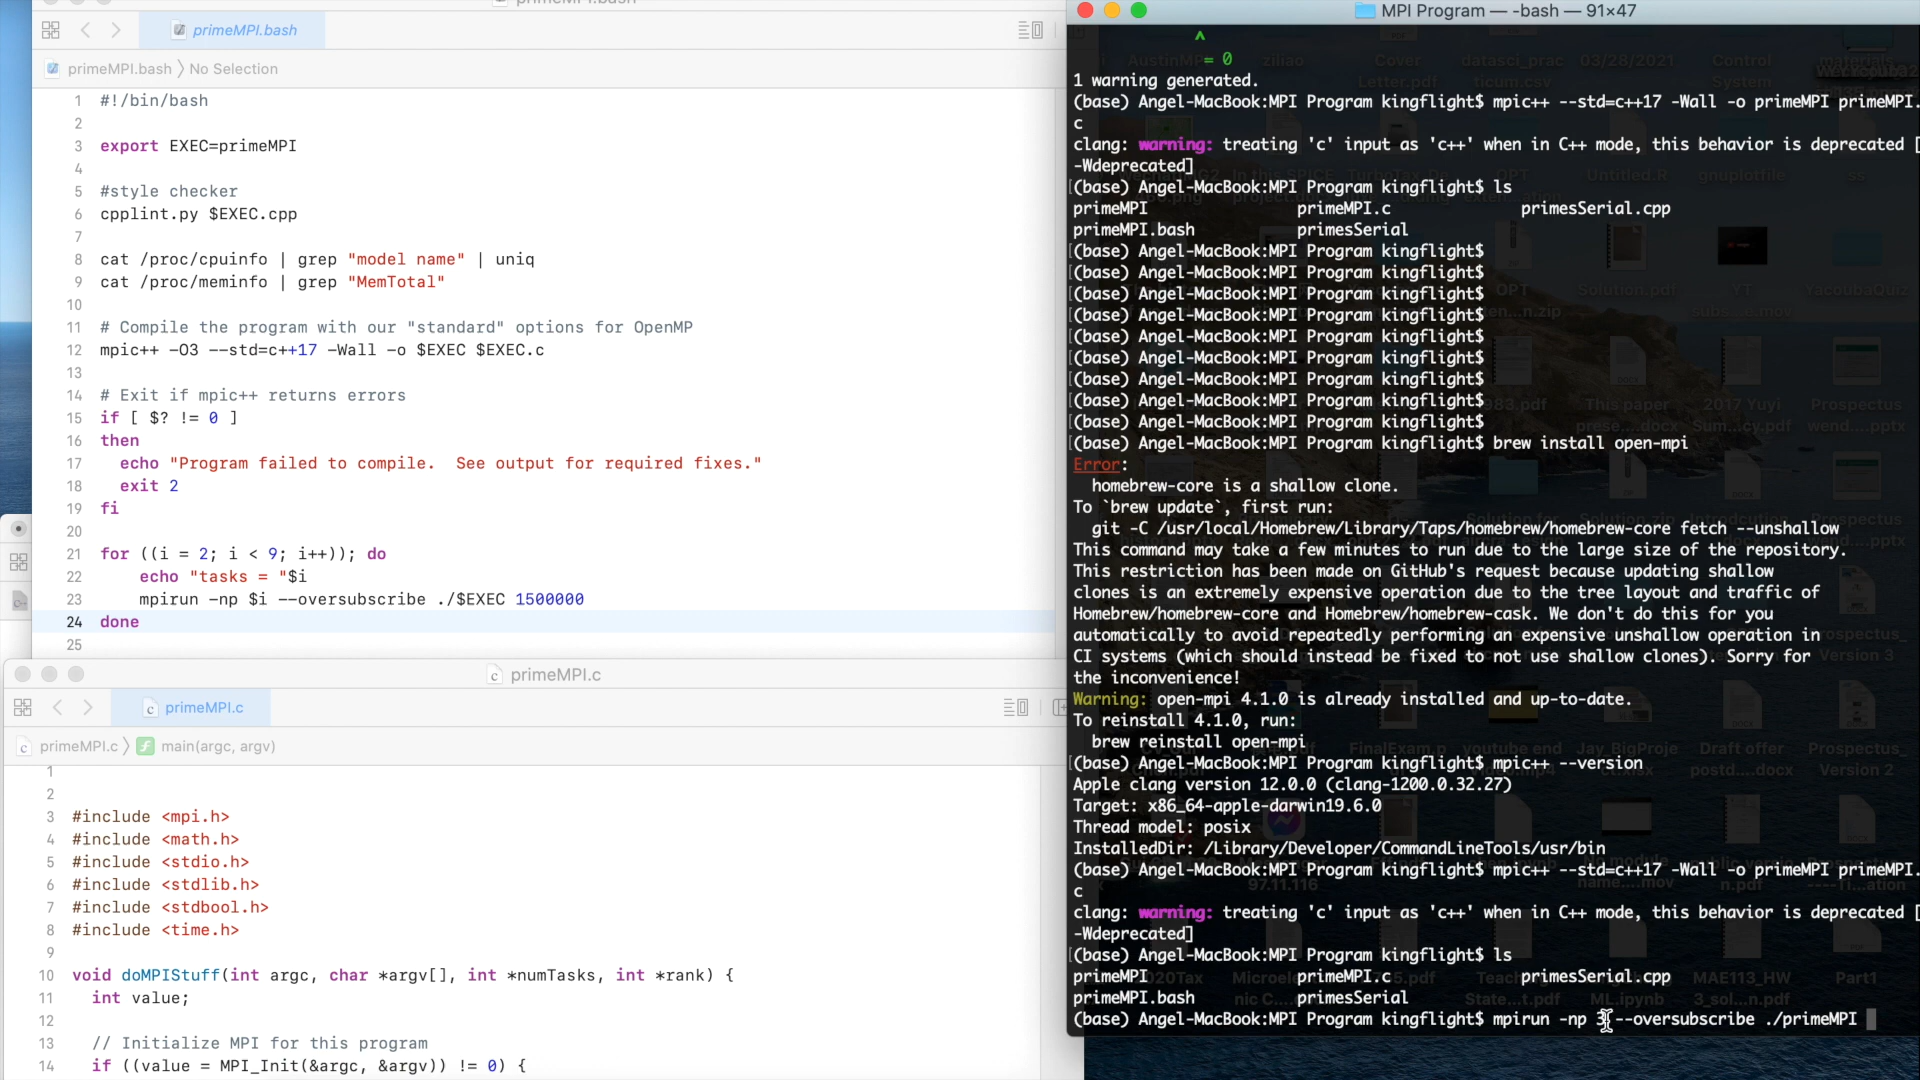 primeMPI.bash
primeMPI.bash
primeMPI.bash 〉 No Selection
1 #!/bin/bash
2
3 export EXEC=primeMPI
4
5 #style checker
6 cpplint.py $EXEC.cpp
7
8 cat /proc/cpuinfo | grep "model name" | uniq
9 cat /proc/meminfo | grep "MemTotal"
10
11 # Compile the program with our "standard" options for OpenMP
12 mpic++ -O3 --std=c++17 -Wall -o $EXEC $EXEC.c
13
14 # Exit if mpic++ returns errors
15 if [ $? != 0 ]
16 then
17 echo "Program failed to compile.  See output for required fixes."
18 exit 2
19 fi
20
21 for ((i = 2; i < 9; i++)); do
22 echo "tasks = "$i
23 mpirun -np $i --oversubscribe ./$EXEC 1500000
24 done
25
primeMPI.c
primeMPI.c
primeMPI.c 〉 f main(argc, argv)
1
2
3 #include <mpi.h>
4 #include <math.h>
5 #include <stdio.h>
6 #include <stdlib.h>
7 #include <stdbool.h>
8 #include <time.h>
9
10 void doMPIStuff(int argc, char *argv[], int *numTasks, int *rank) {
11 int value;
12
13 // Initialize MPI for this program
14 if ((value = MPI_Init(&argc, &argv)) != 0) {
MPI Program — -bash — 91×47
^
= 0
1 warning generated.
(base) Angel-MacBook:MPI Program kingflight$ mpic++ --std=c++17 -Wall -o primeMPI primeMPI.
c
clang: warning: treating 'c' input as 'c++' when in C++ mode, this behavior is deprecated [
-Wdeprecated]
[(base) Angel-MacBook:MPI Program kingflight$ ls
primeMPI primeMPI.c primesSerial.cpp
primeMPI.bash primesSerial
[(base) Angel-MacBook:MPI Program kingflight$
[(base) Angel-MacBook:MPI Program kingflight$
[(base) Angel-MacBook:MPI Program kingflight$
[(base) Angel-MacBook:MPI Program kingflight$
[(base) Angel-MacBook:MPI Program kingflight$
[(base) Angel-MacBook:MPI Program kingflight$
[(base) Angel-MacBook:MPI Program kingflight$
[(base) Angel-MacBook:MPI Program kingflight$
[(base) Angel-MacBook:MPI Program kingflight$
[(base) Angel-MacBook:MPI Program kingflight$ brew install open-mpi
Error:
homebrew-core is a shallow clone.
To `brew update`, first run:
git -C /usr/local/Homebrew/Library/Taps/homebrew/homebrew-core fetch --unshallow
This command may take a few minutes to run due to the large size of the repository.
This restriction has been made on GitHub's request because updating shallow
clones is an extremely expensive operation due to the tree layout and traffic of
Homebrew/homebrew-core and Homebrew/homebrew-cask. We don't do this for you
automatically to avoid repeatedly performing an expensive unshallow operation in
CI systems (which should instead be fixed to not use shallow clones). Sorry for
the inconvenience!
Warning: open-mpi 4.1.0 is already installed and up-to-date.
To reinstall 4.1.0, run:
brew reinstall open-mpi
[(base) Angel-MacBook:MPI Program kingflight$ mpic++ --version
Apple clang version 12.0.0 (clang-1200.0.32.27)
Target: x86_64-apple-darwin19.6.0
Thread model: posix
InstalledDir: /Library/Developer/CommandLineTools/usr/bin
(base) Angel-MacBook:MPI Program kingflight$ mpic++ --std=c++17 -Wall -o primeMPI primeMPI.
c
clang: warning: treating 'c' input as 'c++' when in C++ mode, this behavior is deprecated [
-Wdeprecated]
[(base) Angel-MacBook:MPI Program kingflight$ ls
primeMPI primeMPI.c primesSerial.cpp
primeMPI.bash primesSerial
(base) Angel-MacBook:MPI Program kingflight$ mpirun -np 3 --oversubscribe ./primeMPI